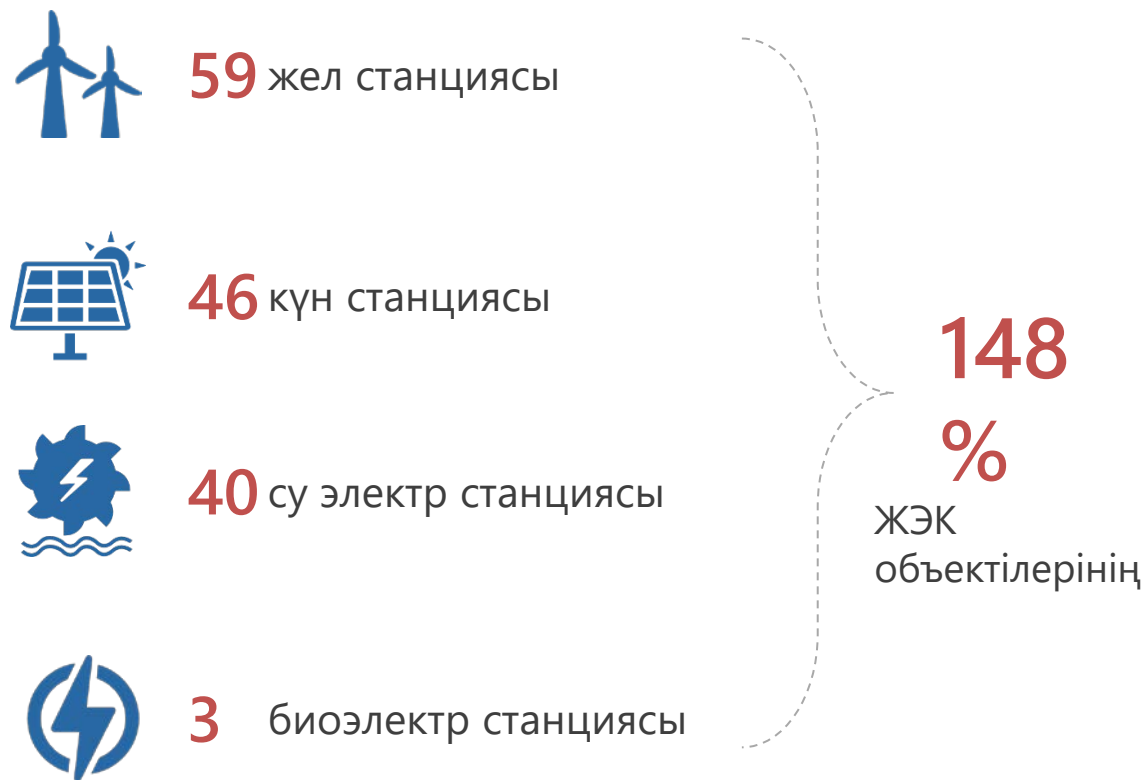 59 жел станциясы
46 күн станциясы
40 су электр станциясы
3 биоэлектр станциясы
148
%
ЖЭК
объектілерінің